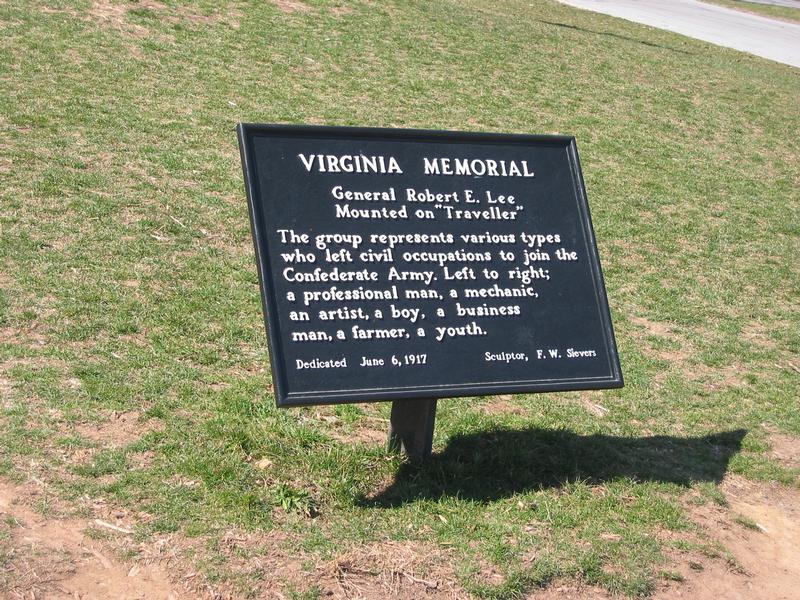 VIRGINIA MEMORIAL
General Robert E. Lee
Mounted on "Traveller"
The group represents various types
who left civil occupations to join the
Confederate Army. Left to right;
a professional man, a mechanic,
an artist, a boy, a business
man, a farmer, a youth.
Dedicated June 6, 1917 Sculptor, F. W. Sievers